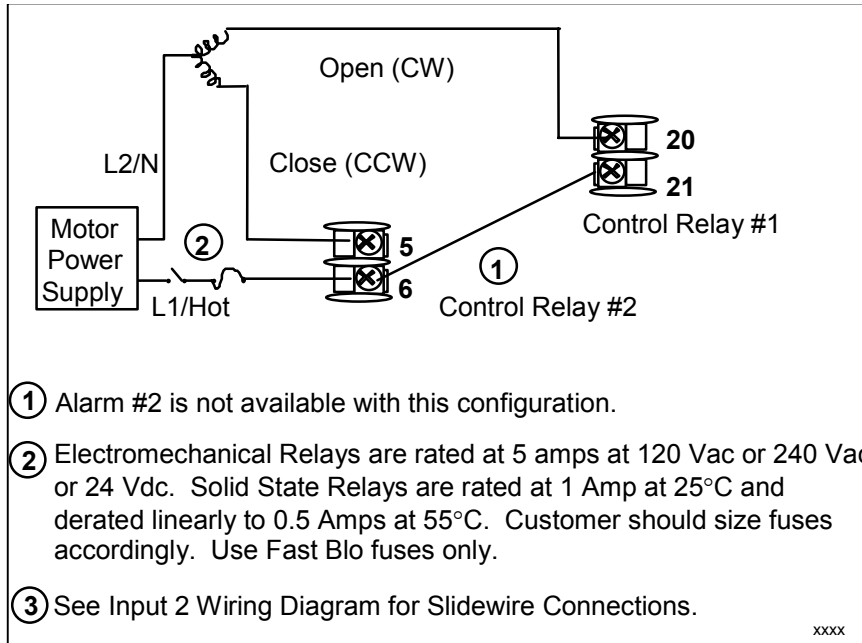 Open (CW)
20
L2/N
Close (CCW)
21
Control Relay #1
Motor
Power
Supply
2
5
1
6
L1/Hot
Control Relay #2
1 Alarm #2 is not available with this configuration.
2 Electromechanical Relays are rated at 5 amps at 120 Vac or 240 Vac
or 24 Vdc. Solid State Relays are rated at 1 Amp at 25°C and
derated linearly to 0.5 Amps at 55°C. Customer should size fuses
accordingly. Use Fast Blo fuses only.
3 See Input 2 Wiring Diagram for Slidewire Connections.
xxxx